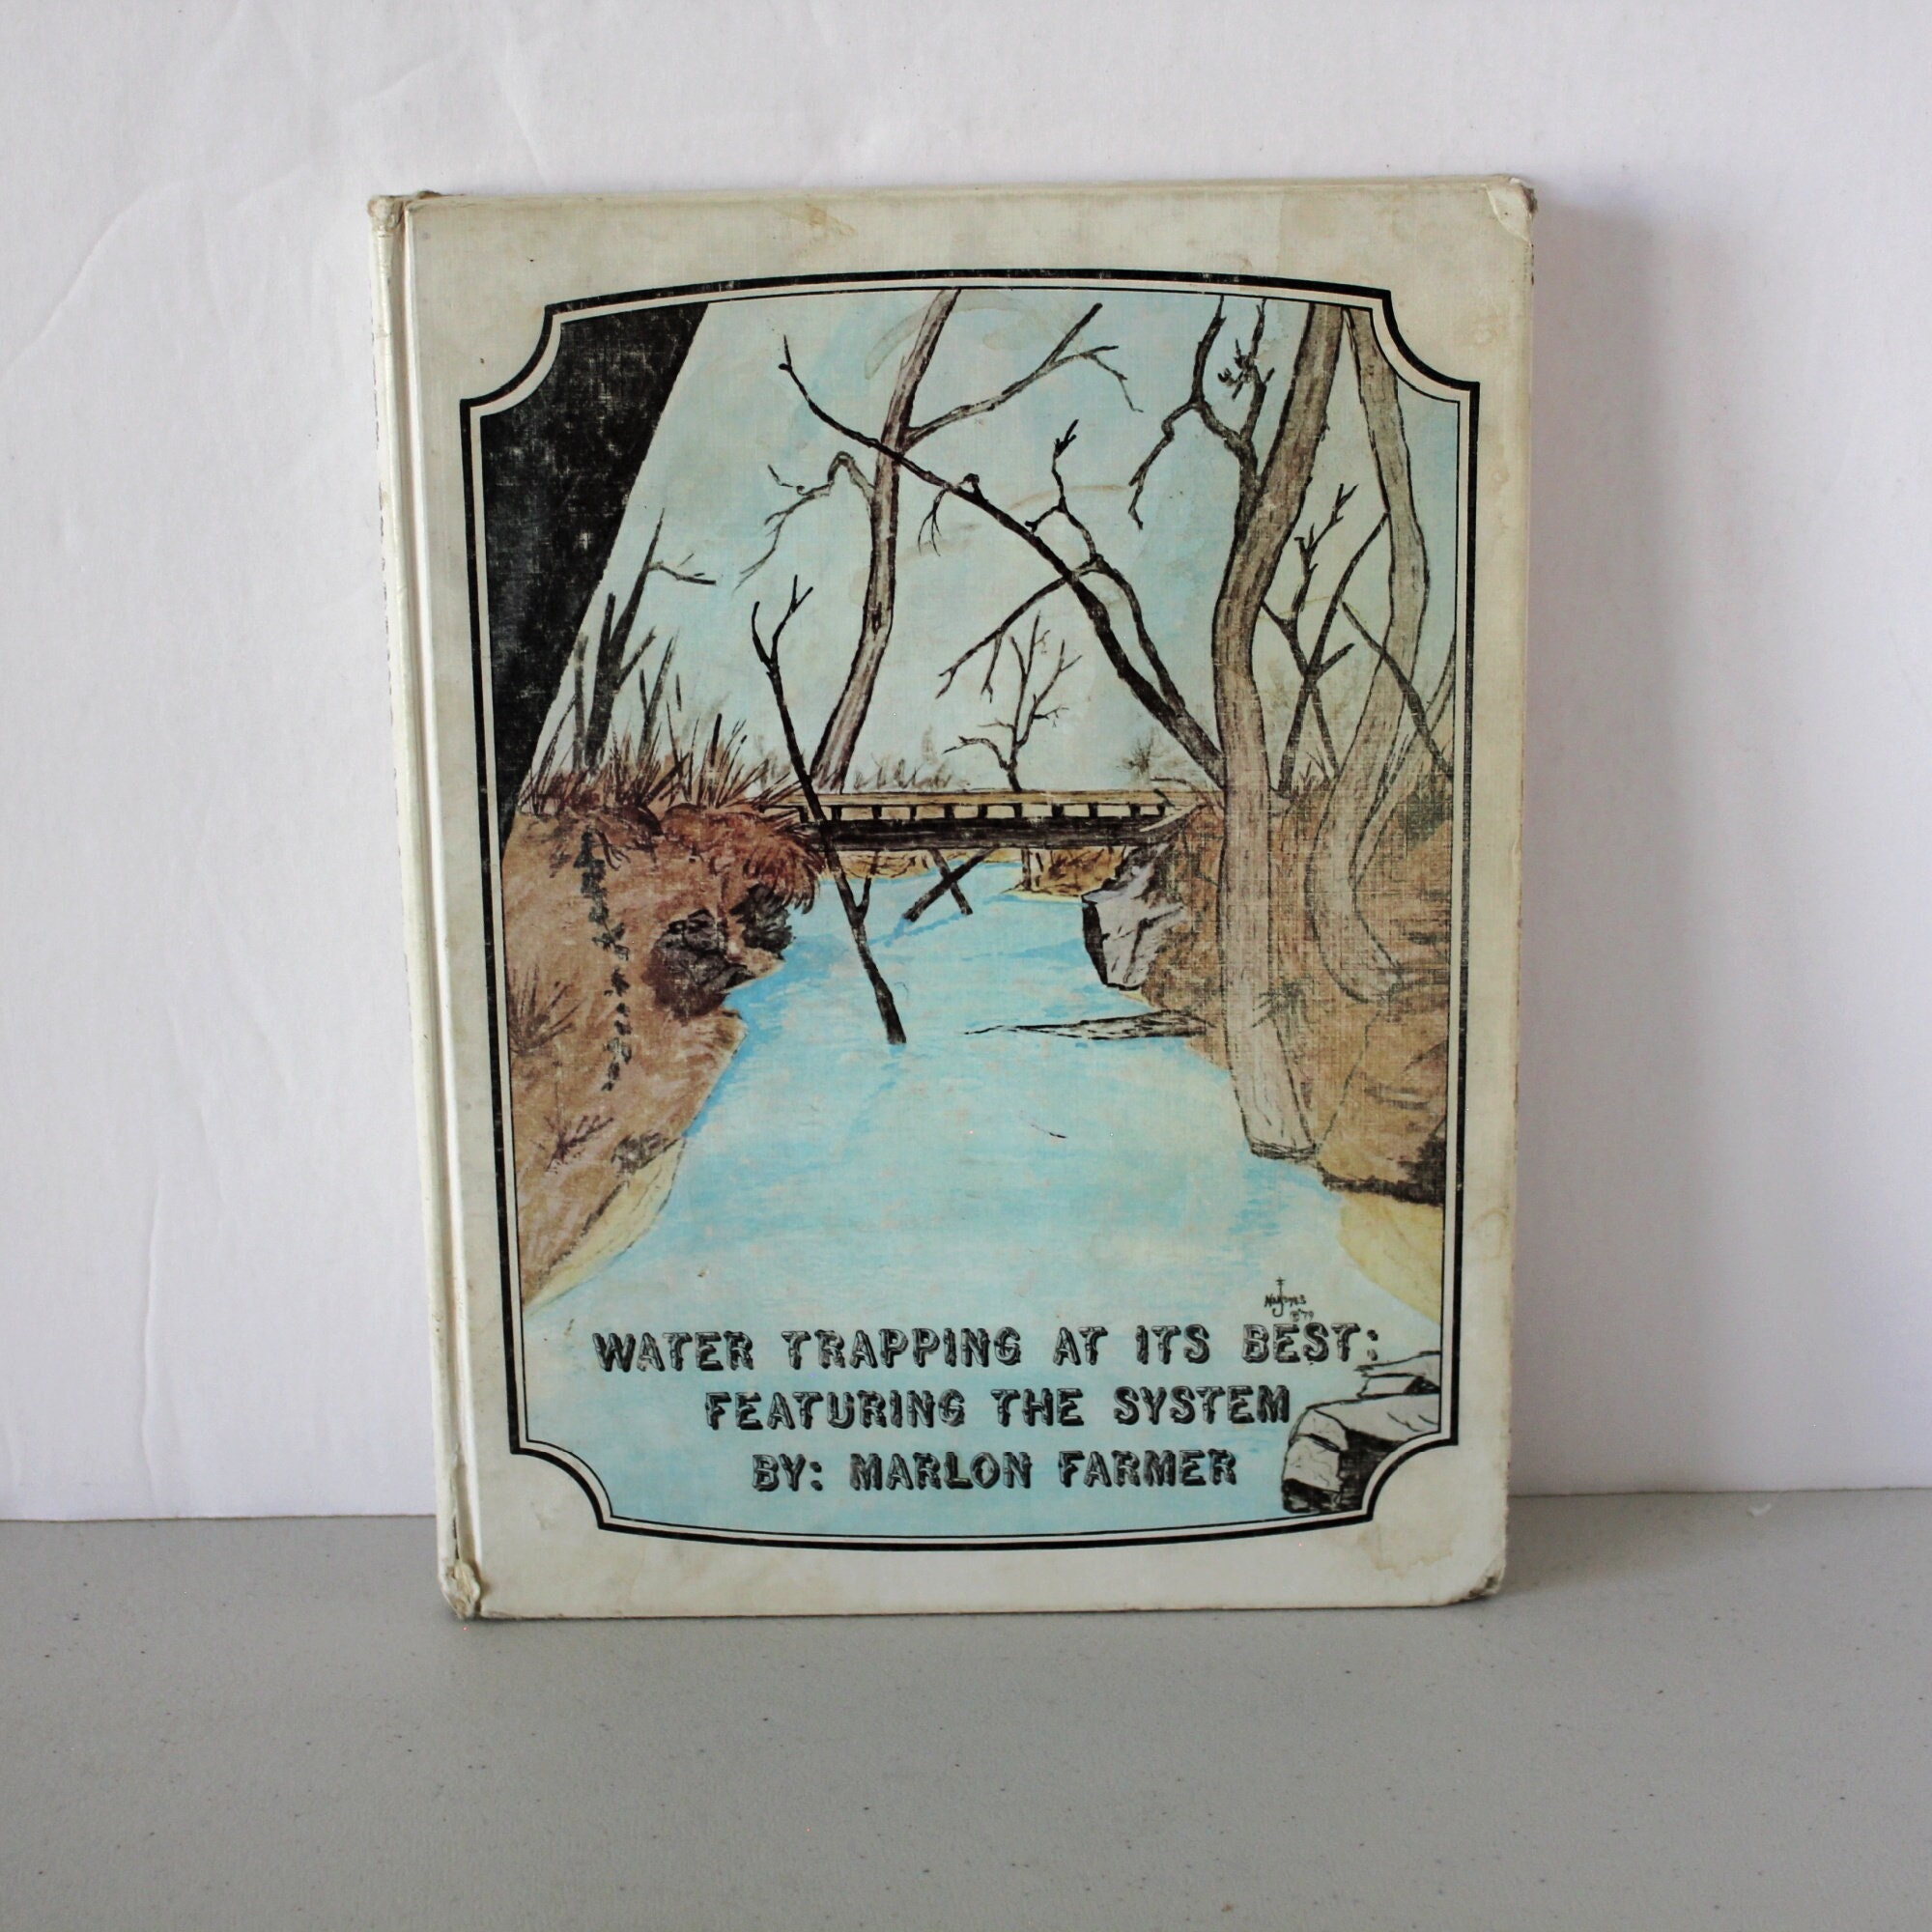 WATER TRAPPING AT ITS BEST:
FEATURING THE SYSTEM
BY: MARLON FARMER